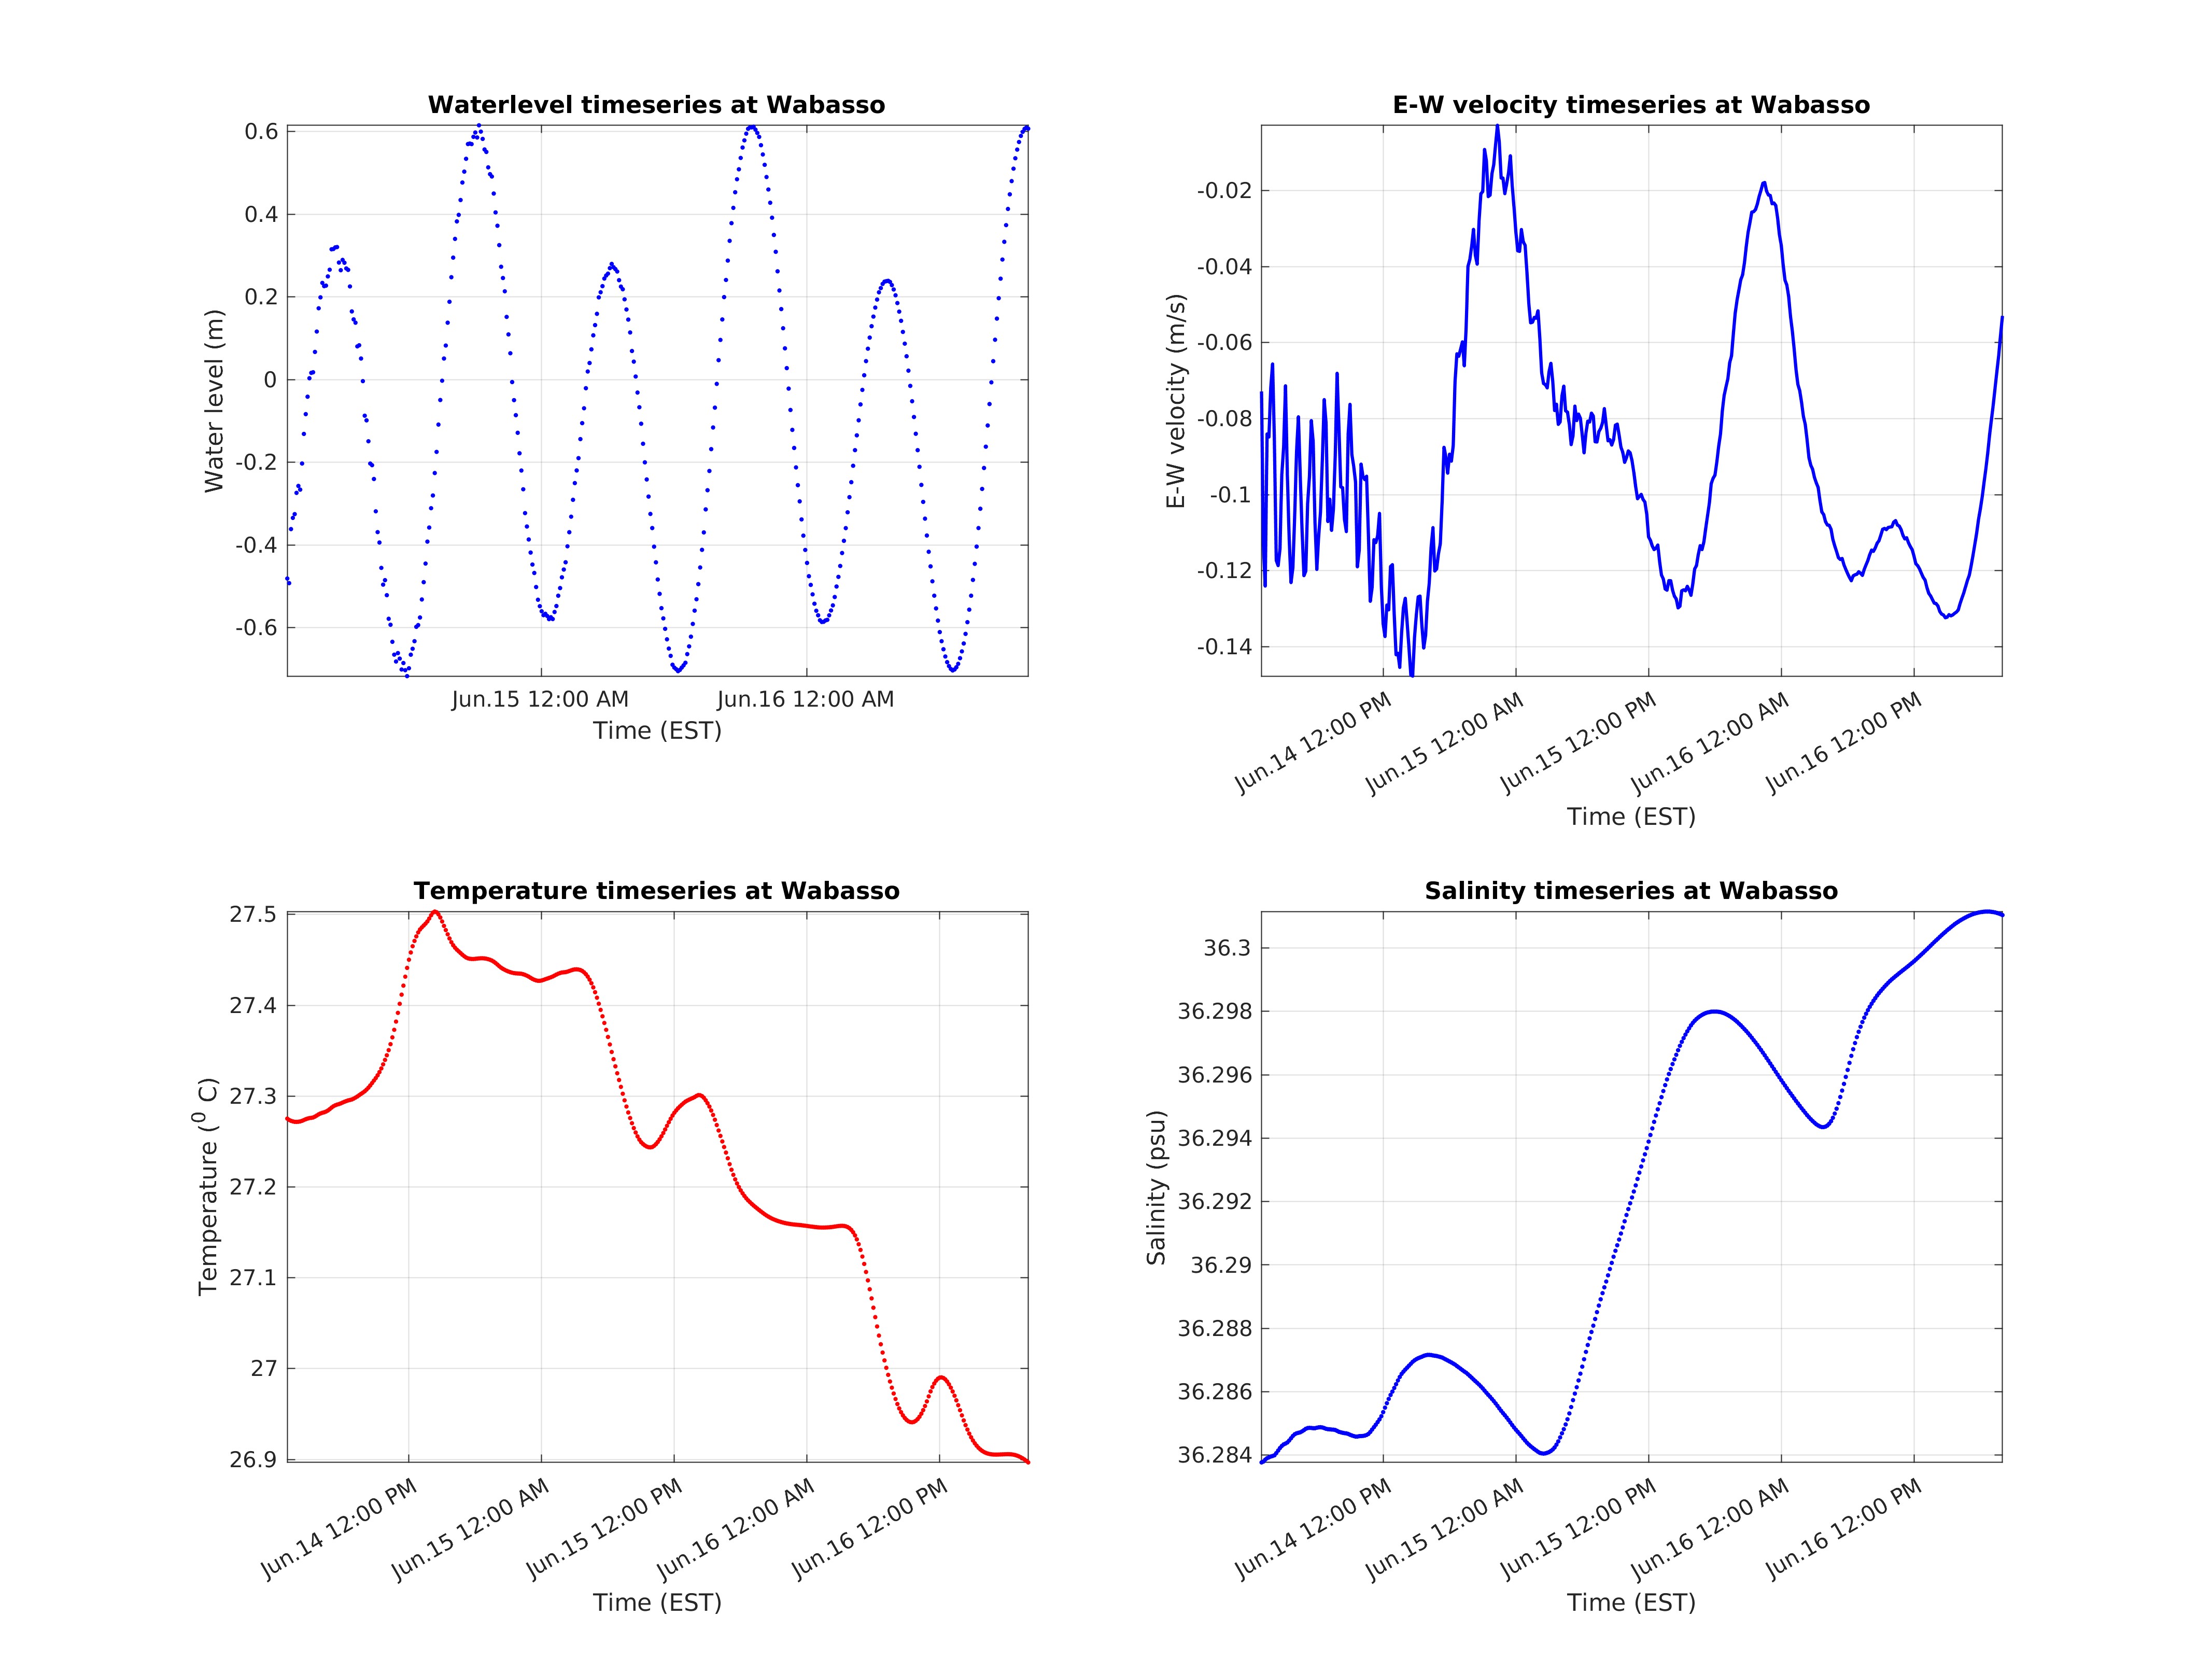 Waterlevel timeseries at Wabasso
0.6
0.4
0.2
0
-0.2
-0.4
-0.6
Water level (m)
Jun.15 12:00 AM
Jun.16 12:00 AM
Time (EST)
E-W velocity timeseries at Wabasso
-0.02
-0.04
-0.06
-0.08
-0.1
-0.12
-0.14
E-W velocity (m/s)
Jun.14 12:00 PM
Jun.15 12:00 AM
Jun.15 12:00 PM
Jun.16 12:00 AM
Jun.16 12:00 PM
Time (EST)
Temperature timeseries at Wabasso
27.5
27.4
27.3
27.2
27.1
27
26.9
Temperature (⁰ C)
Jun.14 12:00 PM
Jun.15 12:00 AM
Jun.15 12:00 PM
Jun.16 12:00 AM
Jun.16 12:00 PM
Time (EST)
Salinity timeseries at Wabasso
36.3
36.298
36.296
36.294
36.292
36.29
36.288
36.286
36.284
Salinity (psu)
Jun.14 12:00 PM
Jun.15 12:00 AM
Jun.15 12:00 PM
Jun.16 12:00 AM
Jun.16 12:00 PM
Time (EST)